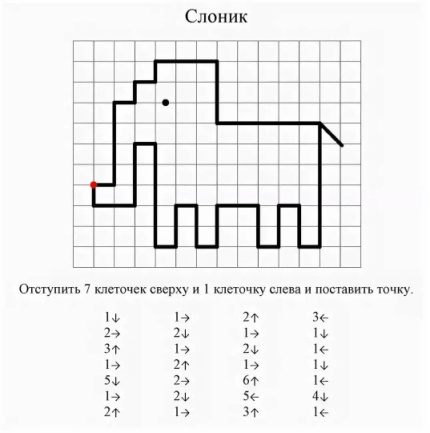 Слоник
Отступить 7 клеточек сверху и 1 клеточку слева и поставить точку.
1↓ 1→ 2↑ 3←
2→ 2↓ 1→ 1↓
3↑ 1→ 2↓ 1←
1→ 2↑ 1→ 1↓
5↓ 2→ 6↑ 1←
1→ 2↓ 5← 4↓
2↑ 1→ 3↑ 1←